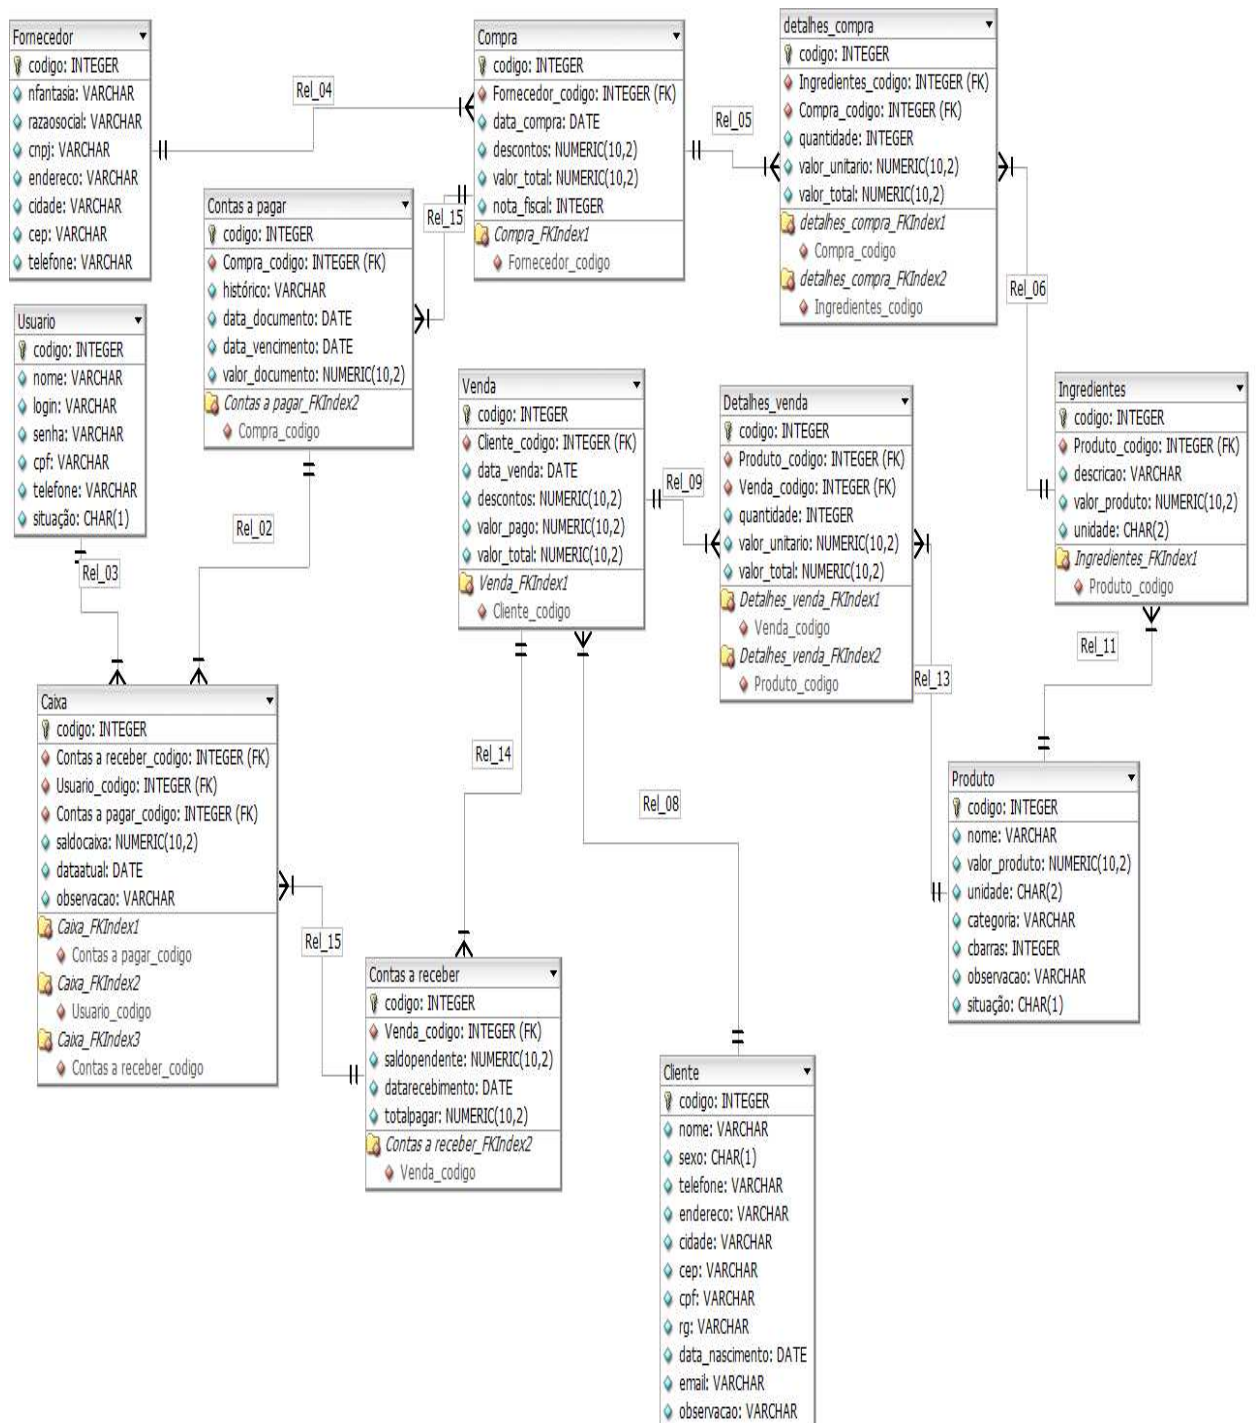 Fornecedor
codigo: INTEGER
nfantasia: VARCHAR
razaosocial: VARCHAR
cnpj: VARCHAR
endereco: VARCHAR
cidade: VARCHAR
cep: VARCHAR
telefone: VARCHAR
Rel_04
Compra
codigo: INTEGER
Fornecedor_codigo: INTEGER (FK)
data_compra: DATE
descontos: NUMERIC(10,2)
valor_total: NUMERIC(10,2)
nota_fiscal: INTEGER
Compra_FKIndex1
Fornecedor_codigo
Rel_05
detalhes_compra
codigo: INTEGER
Ingredientes_codigo: INTEGER (FK)
Compra_codigo: INTEGER (FK)
quantidade: INTEGER
valor_unitario: NUMERIC(10,2)
valor_total: NUMERIC(10,2)
detalhes_compra_FKIndex1
Compra_codigo
detalhes_compra_FKIndex2
Ingredientes_codigo
Rel_15
Contas a pagar
codigo: INTEGER
Compra_codigo: INTEGER (FK)
histórico: VARCHAR
data_documento: DATE
data_vencimento: DATE
valor_documento: NUMERIC(10,2)
Contas a pagar_FKIndex2
Compra_codigo
Rel_06
Usuario
codigo: INTEGER
nome: VARCHAR
login: VARCHAR
senha: VARCHAR
cpf: VARCHAR
telefone: VARCHAR
situação: CHAR(1)
Rel_03
Rel_02
Venda
codigo: INTEGER
Cliente_codigo: INTEGER (FK)
data_venda: DATE
descontos: NUMERIC(10,2)
valor_pago: NUMERIC(10,2)
valor_total: NUMERIC(10,2)
Venda_FKIndex1
Cliente_codigo
Rel_09
Detalhes_venda
codigo: INTEGER
Produto_codigo: INTEGER (FK)
Venda_codigo: INTEGER (FK)
quantidade: INTEGER
valor_unitario: NUMERIC(10,2)
valor_total: NUMERIC(10,2)
Detalhes_venda_FKIndex1
Venda_codigo
Detalhes_venda_FKIndex2
Produto_codigo
Ingredientes
codigo: INTEGER
Produto_codigo: INTEGER (FK)
descricao: VARCHAR
valor_produto: NUMERIC(10,2)
unidade: CHAR(2)
Ingredientes_FKIndex1
Produto_codigo
Rel_11
Rel_13
Caixa
codigo: INTEGER
Contas a receber_codigo: INTEGER (FK)
Usuario_codigo: INTEGER (FK)
Contas a pagar_codigo: INTEGER (FK)
saldocaixa: NUMERIC(10,2)
dataatual: DATE
observacao: VARCHAR
Caixa_FKIndex1
Contas a pagar_codigo
Caixa_FKIndex2
Usuario_codigo
Caixa_FKIndex3
Contas a receber_codigo
Rel_14
Rel_08
Rel_15
Produto
codigo: INTEGER
nome: VARCHAR
valor_produto: NUMERIC(10,2)
unidade: CHAR(2)
categoria: VARCHAR
cbarras: INTEGER
observacao: VARCHAR
situação: CHAR(1)
Contas a receber
codigo: INTEGER
Venda_codigo: INTEGER (FK)
saldopendente: NUMERIC(10,2)
datarecebimento: DATE
totalpagar: NUMERIC(10,2)
Contas a receber_FKIndex2
Venda_codigo
Cliente
codigo: INTEGER
nome: VARCHAR
sexo: CHAR(1)
telefone: VARCHAR
endereco: VARCHAR
cidade: VARCHAR
cep: VARCHAR
cpf: VARCHAR
rg: VARCHAR
data_nascimento: DATE
email: VARCHAR
observacao: VARCHAR